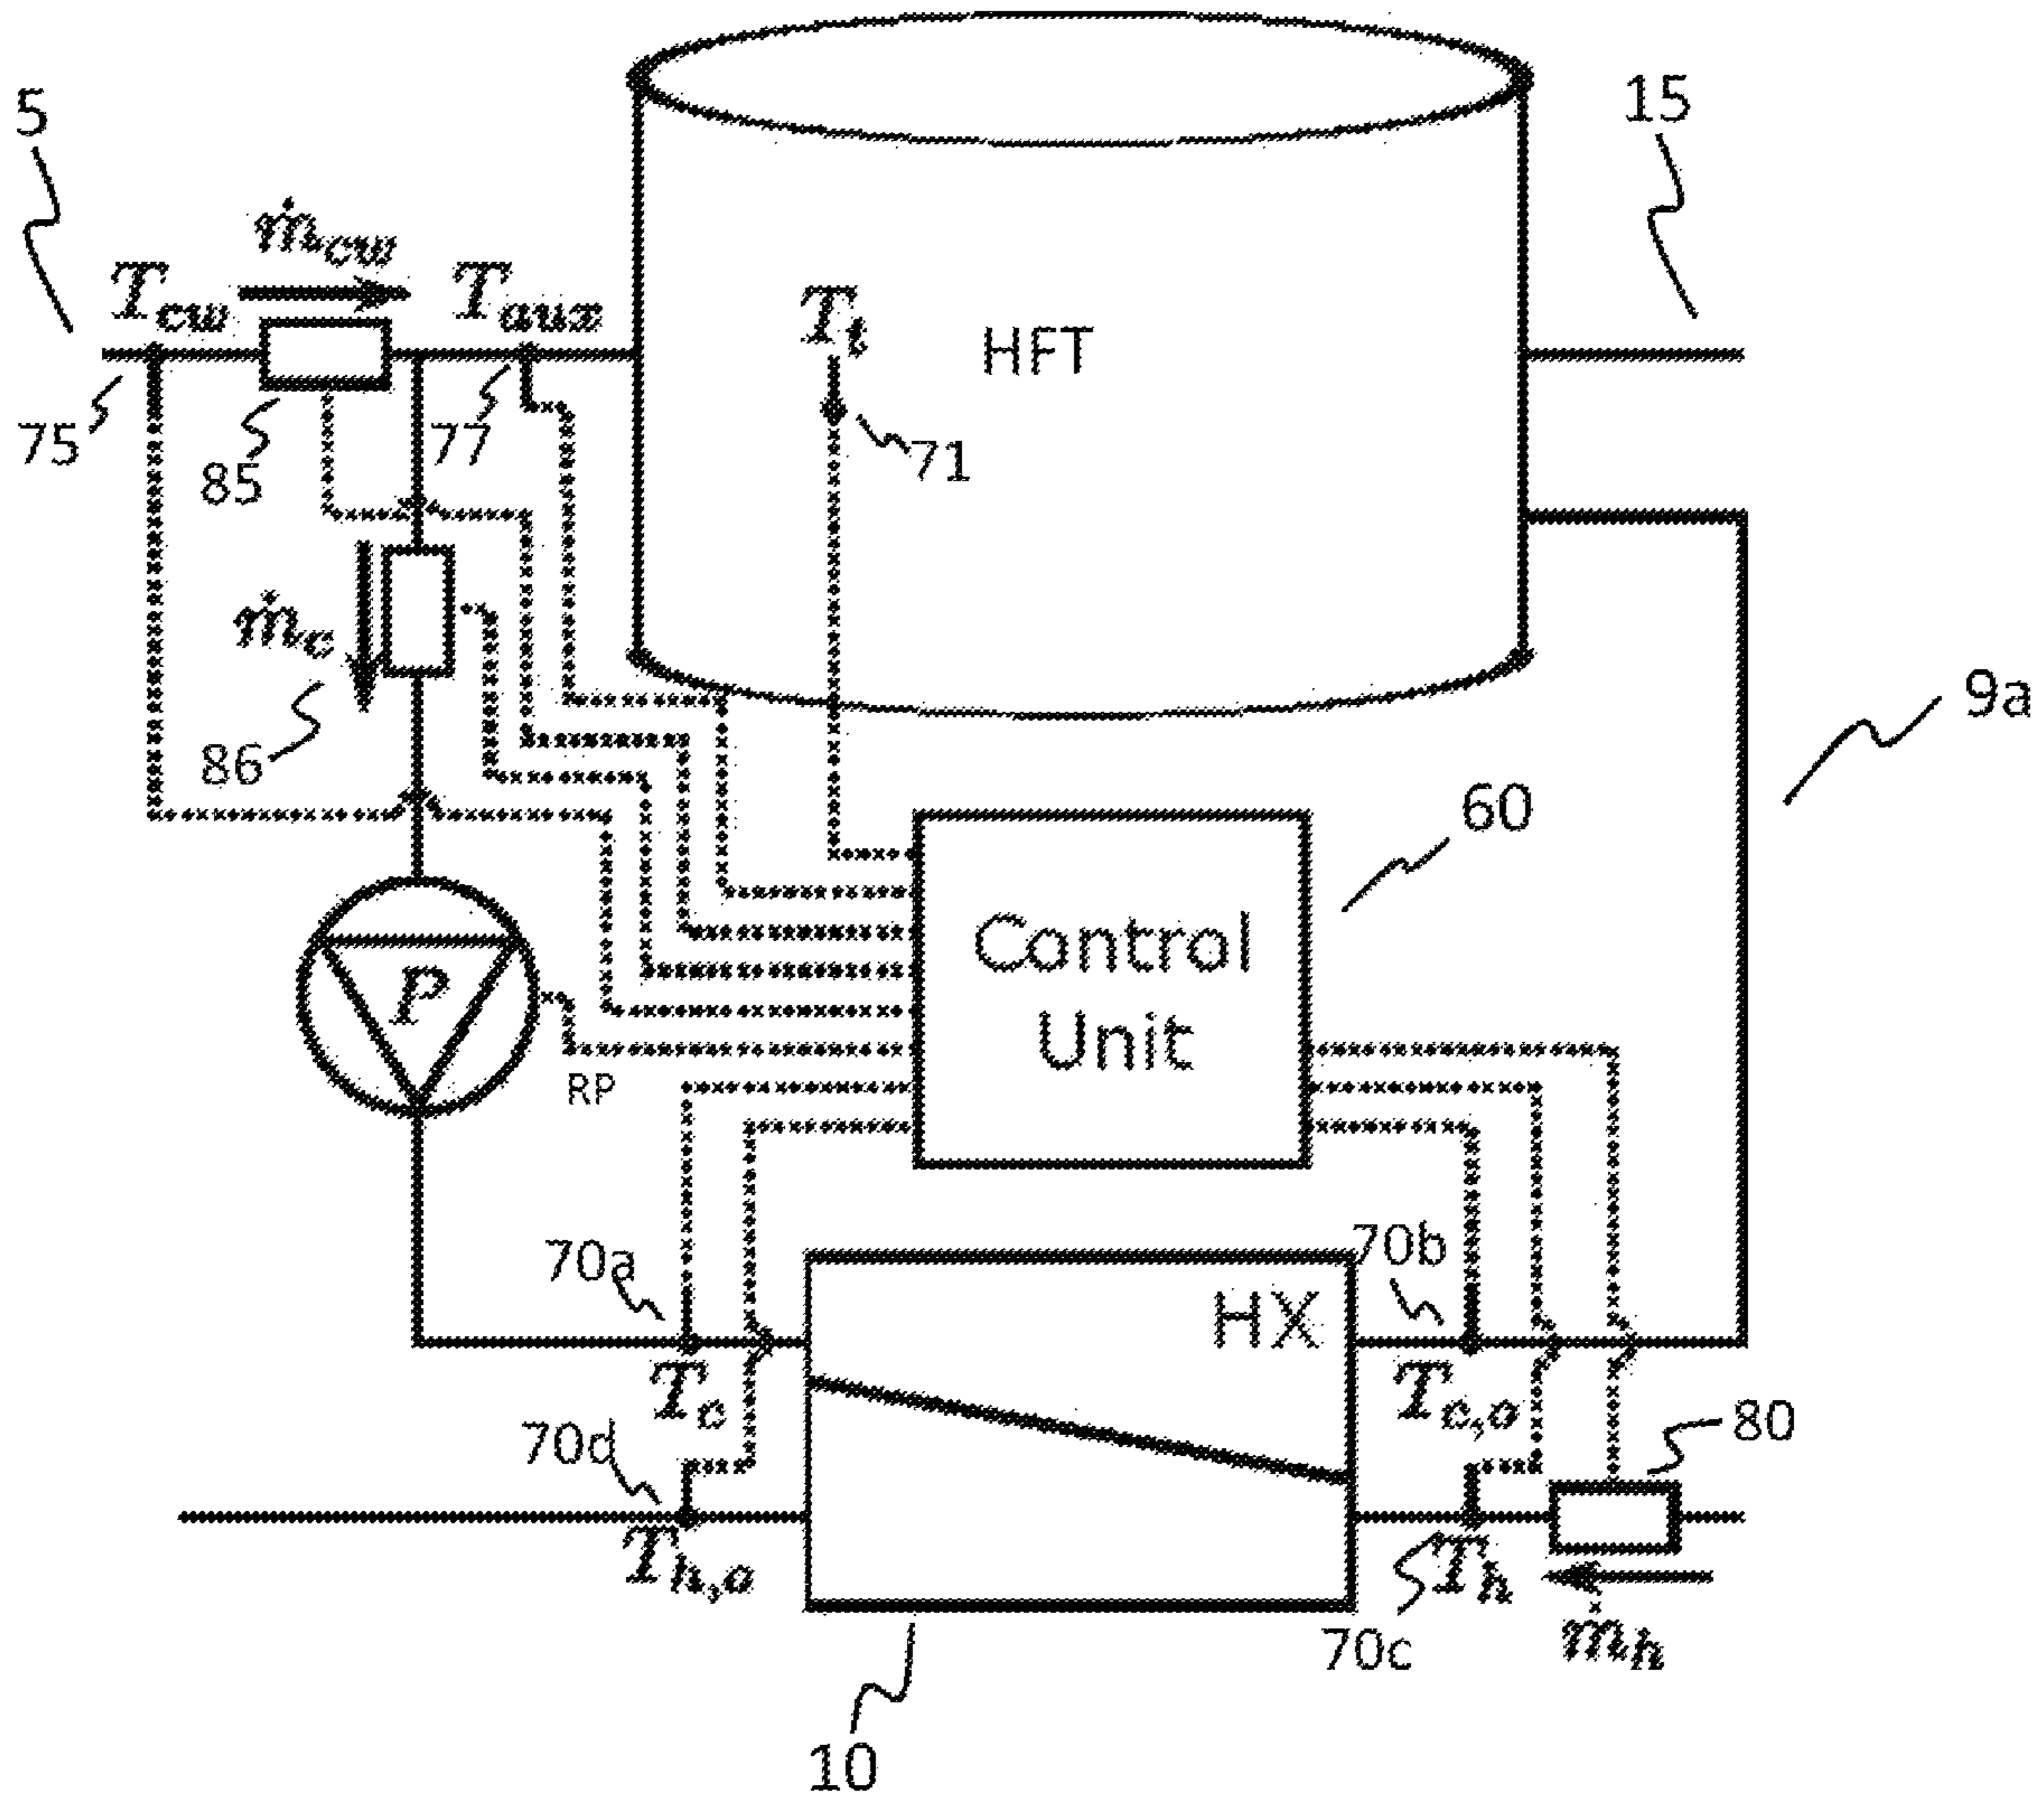 5
15
ṁcw
Tcw
Taux
Tt
HFT
75
85
77
71
ṁc
86
9a
60
Control
Unit
P
RP
70a
70b
HX
Tc
Tc,o
70d
80
Th,o
Th
70c
ṁh
10